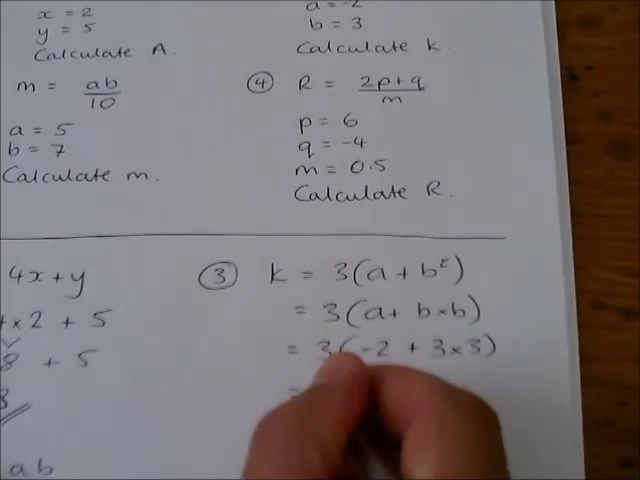 x = 2
y = 5
Calculate A.
m = ab/10
a = 5
b = 7
Calculate m.
a = -2
b = 3
Calculate k.
④ R = 2p+q/m
p = 6
q = -4
m = 0.5
Calculate R.
4x+y
×2 + 5
8 + 5
ab
③ k = 3(a + b²)
= 3(a + b×b)
= 3(-2 + 3×3)
=